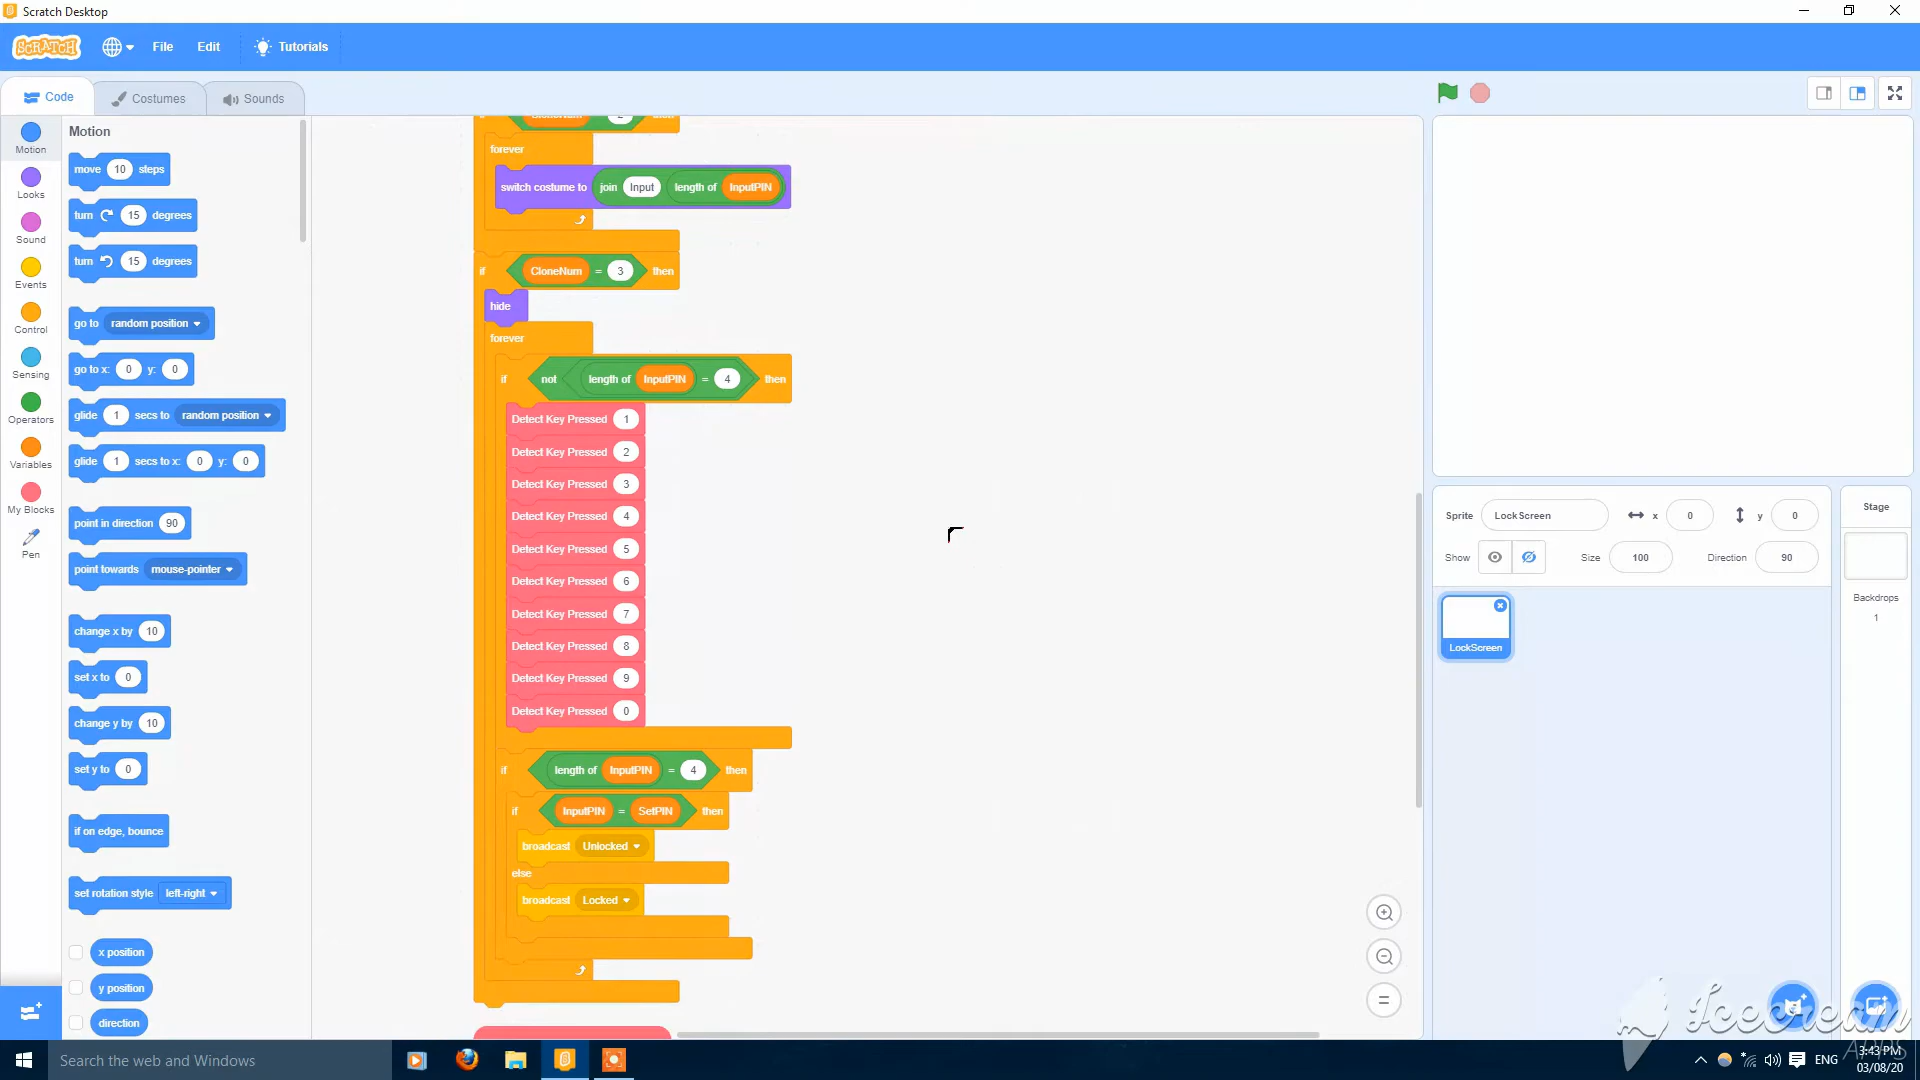 Scratch Desktop
SCRATCH
File
Edit
Tutorials
Code
Costumes
Sounds
Motion
Looks
Sound
Events
Control
Sensing
Operators
Variables
My Blocks
Pen
Motion
move 10 steps
turn 15 degrees
turn 15 degrees
go to random position
go to x: 0 y: 0
glide 1 secs to random position
glide 1 secs to x: 0 y: 0
point in direction 90
point towards mouse-pointer
change x by 10
set x to 0
change y by 10
set y to 0
if on edge, bounce
set rotation style left-right
x position
y position
direction
forever
switch costume to join Input length of InputPIN
if CloneNum = 3 then
hide
forever
if not length of InputPIN = 4 then
Detect Key Pressed 1
Detect Key Pressed 2
Detect Key Pressed 3
Detect Key Pressed 4
Detect Key Pressed 5
Detect Key Pressed 6
Detect Key Pressed 7
Detect Key Pressed 8
Detect Key Pressed 9
Detect Key Pressed 0
if length of InputPIN = 4 then
if InputPIN = SetPIN then
broadcast Unlocked
else
broadcast Locked
Sprite LockScreen x 0 y 0
Show Size 100 Direction 90
LockScreen
Stage
Backdrops
1
Icecream
APPS
Search the web and Windows
ENG
3:43 PM
03/08/20